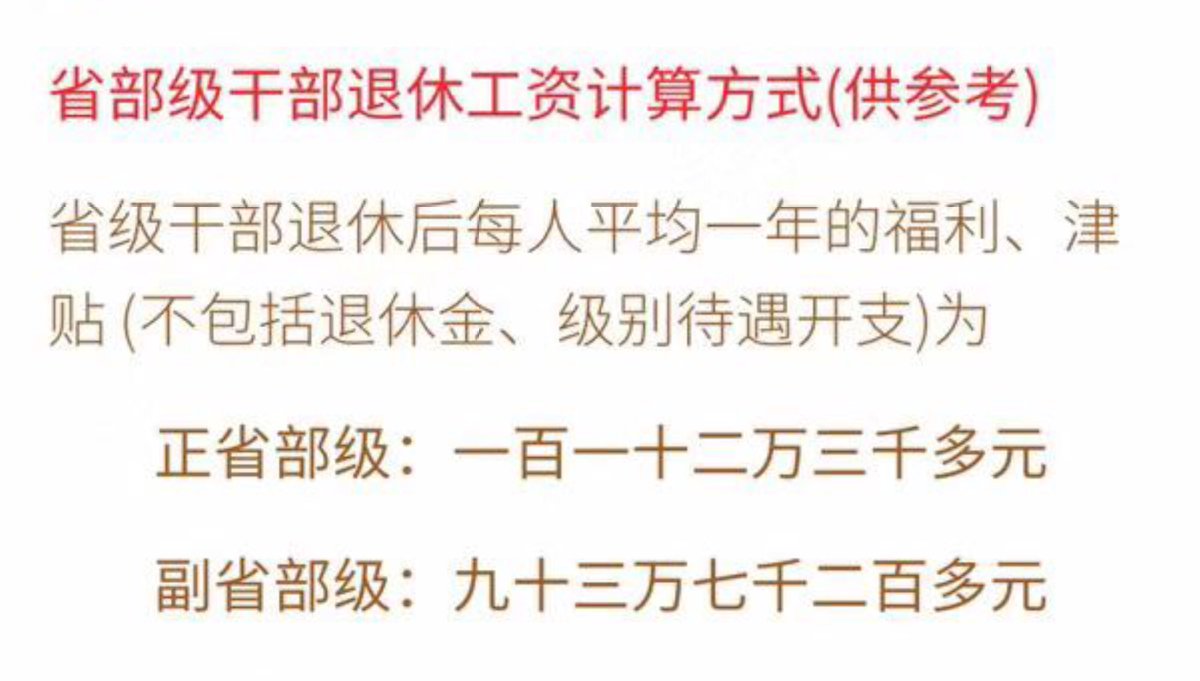 省部级干部退休工资计算方式(供参考)
省级干部退休后每人平均一年的福利、津
贴(不包括退休金、级别待遇开支)为
正省部级：一百一十二万三千多元
副省部级：九十三万七千二百多元